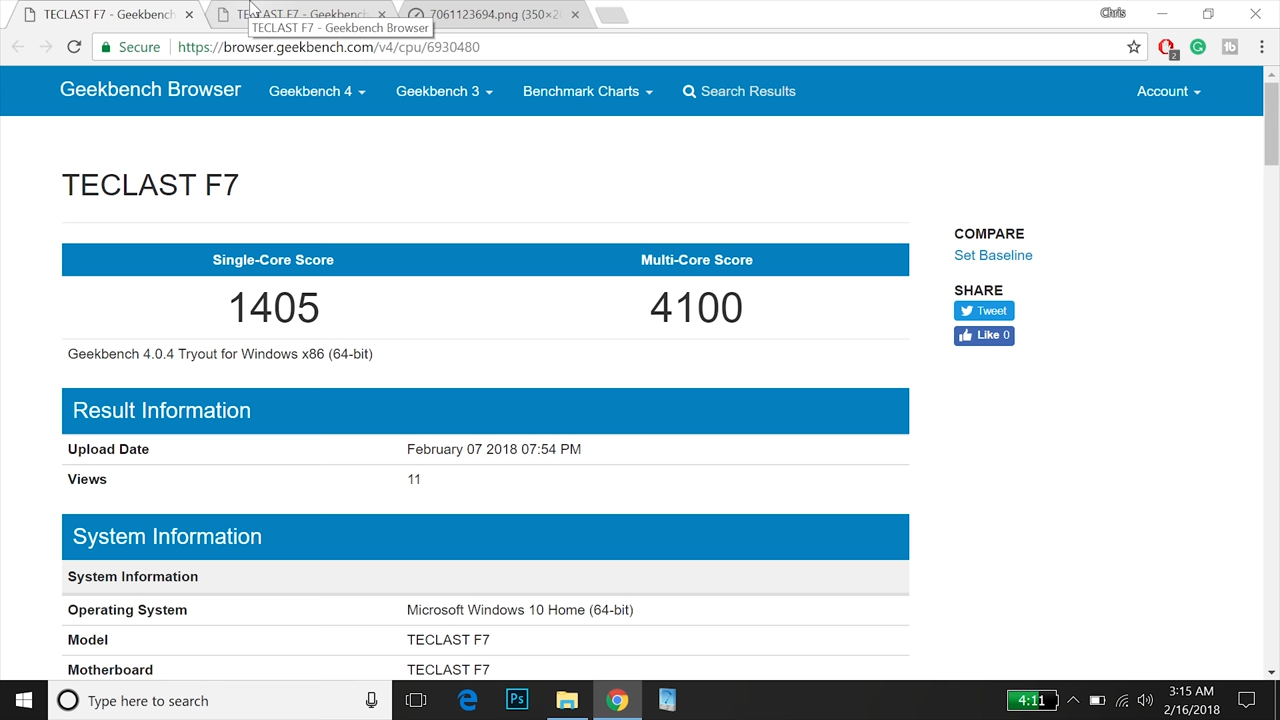 TECLAST F7 - Geekbench
TECLAST F7 - Geekbench
7061123694.png (350×2
Chris
TECLAST F7 - Geekbench Browser
Secure
https://browser.geekbench.com/v4/cpu/6930480
2
Geekbench Browser
Geekbench 4
Geekbench 3
Benchmark Charts
Search Results
Account
TECLAST F7
Single-Core Score
Multi-Core Score
1405
4100
Geekbench 4.0.4 Tryout for Windows x86 (64-bit)
COMPARE
Set Baseline
SHARE
Tweet
Like 0
Result Information
Upload Date
February 07 2018 07:54 PM
Views
11
System Information
System Information
Operating System
Microsoft Windows 10 Home (64-bit)
Model
TECLAST F7
Motherboard
TECLAST F7
Type here to search
Ps
4:11
3:15 AM
2/16/2018